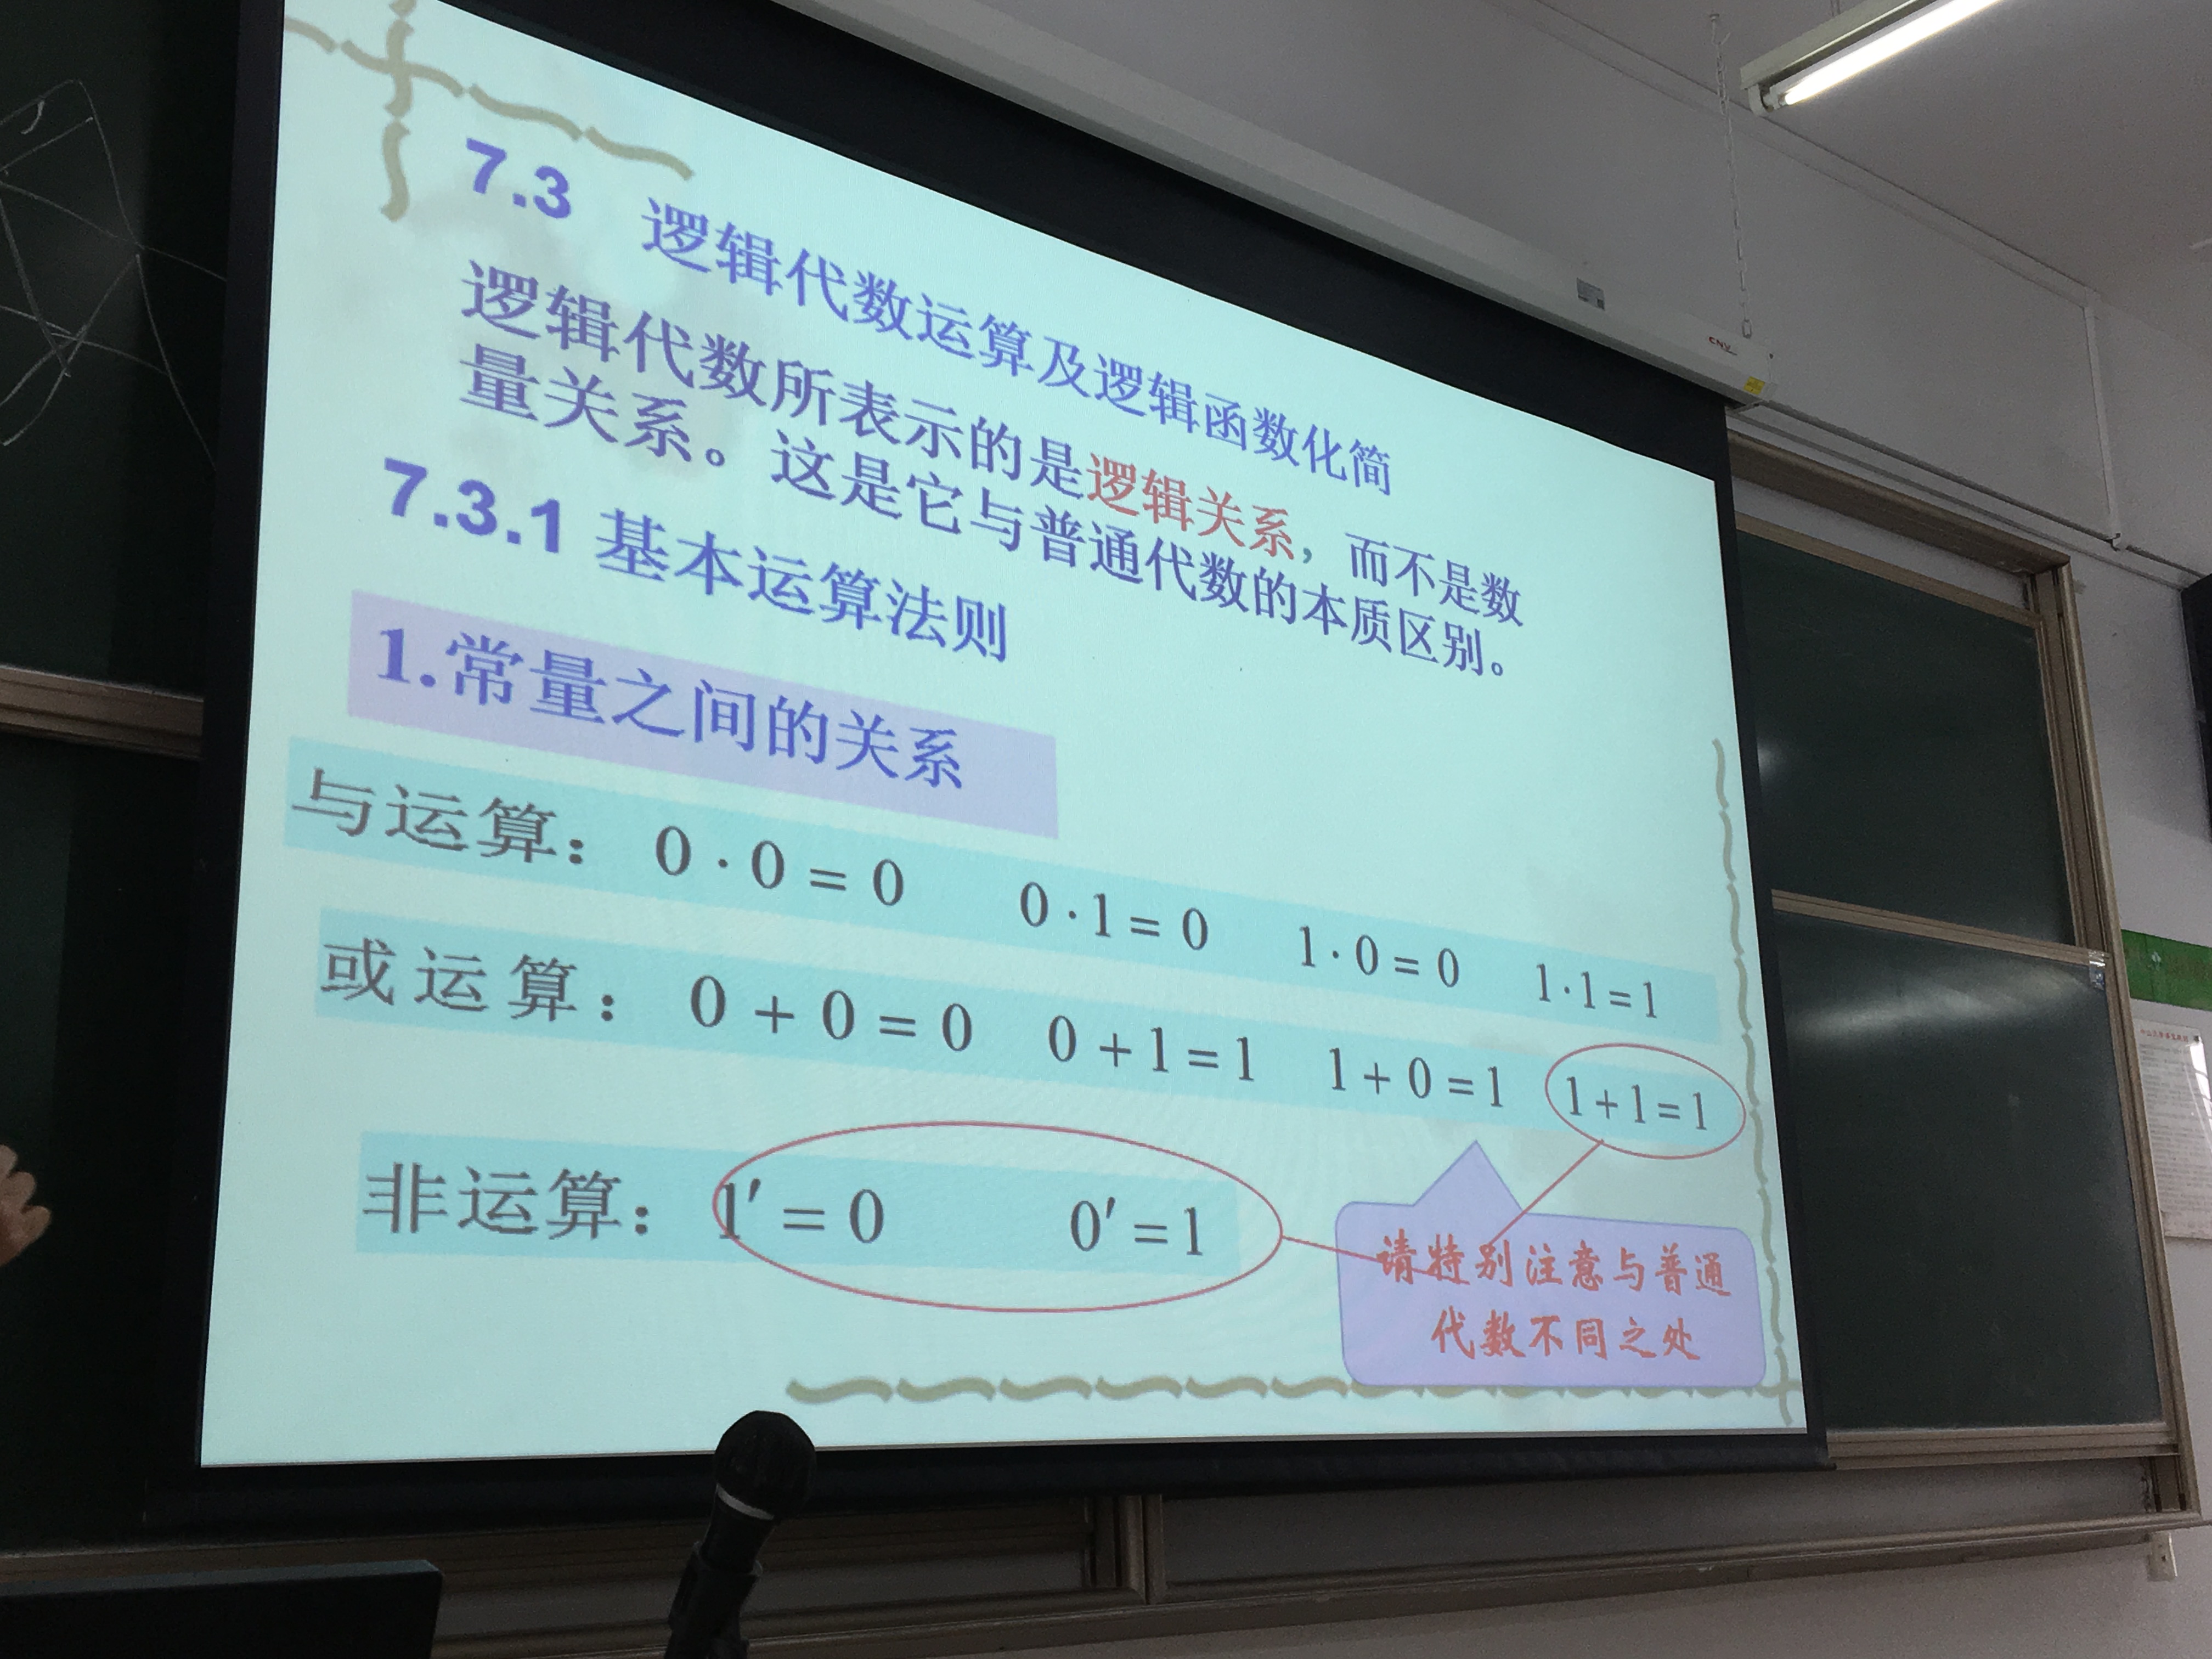 7.3 逻辑代数运算及逻辑函数化简
逻辑代数所表示的是逻辑关系，而不是数
量关系。这是它与普通代数的本质区别。
7.3.1 基本运算法则
1.常量之间的关系
与运算： 0 · 0 = 0 0 · 1 = 0 1 · 0 = 0 1 · 1 = 1
或运算： 0 + 0 = 0 0 + 1 = 1 1 + 0 = 1 1 + 1 = 1
非运算： 1′ = 0 0′ = 1
请特别注意与普通
代数不同之处